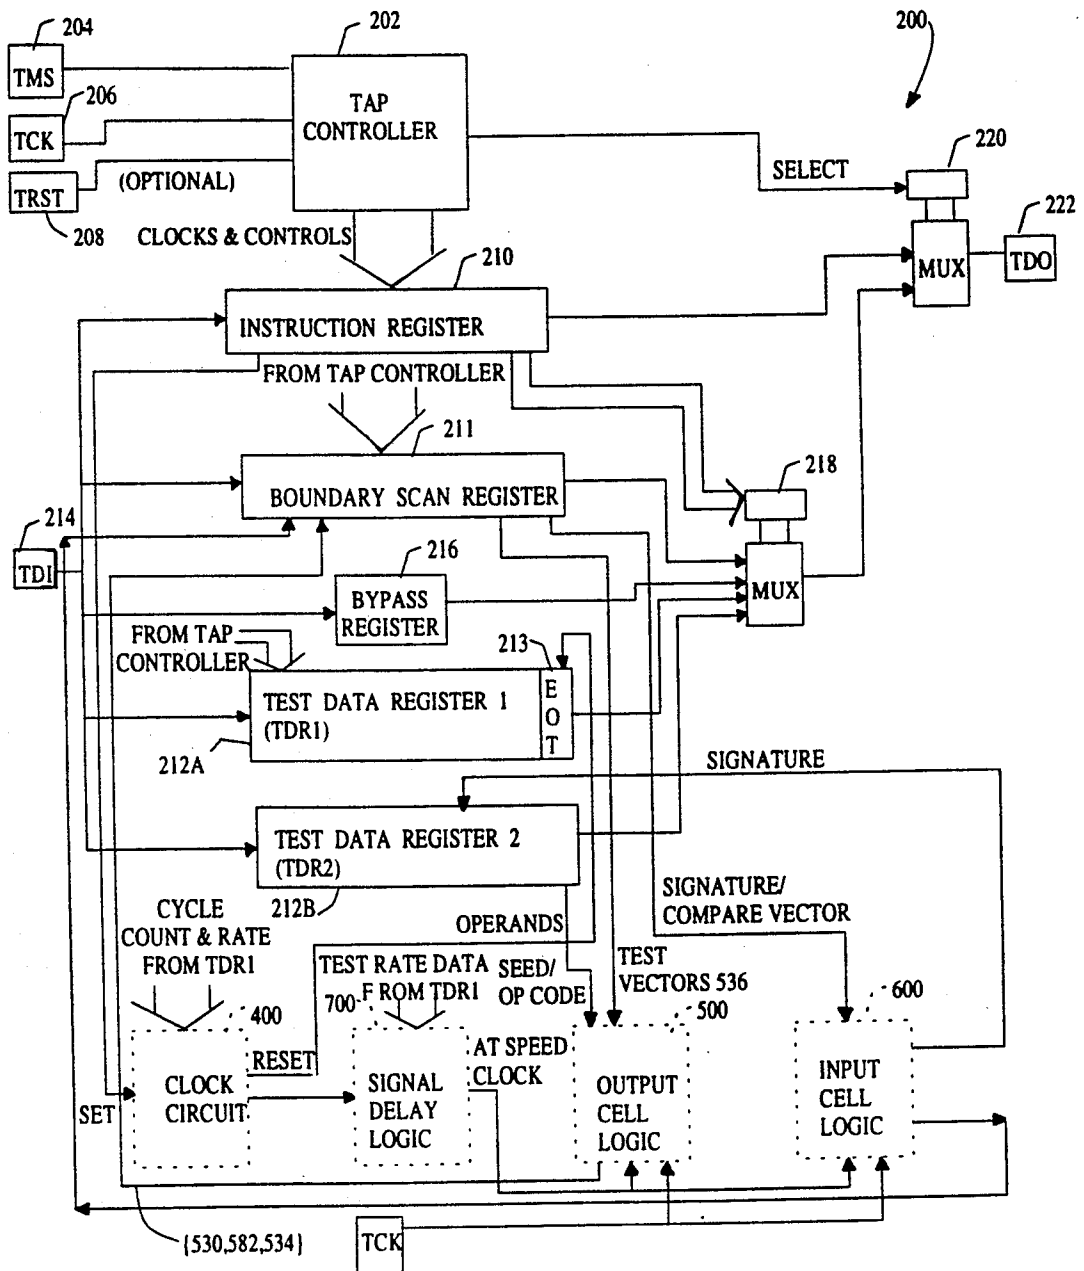 204
202
200
TMS
206
TAP
CONTROLLER
TCK
220
SELECT
TRST
(OPTIONAL)
222
208
CLOCKS & CONTROLS
210
MUX
TDO
INSTRUCTION REGISTER
FROM TAP CONTROLLER
211
218
BOUNDARY SCAN REGISTER
214
216
TDI
BYPASS
REGISTER
MUX
FROM TAP
CONTROLLER
213
TEST DATA REGISTER 1
(TDR1)
E
O
T
212A
SIGNATURE
TEST DATA REGISTER 2
(TDR2)
212B
SIGNATURE/
COMPARE VECTOR
CYCLE
COUNT & RATE
FROM TDR1
OPERANDS
TEST RATE DATA
FROM TDR1
SEED/
OP CODE
TEST
VECTORS 536
400
700
500
600
RESET
AT SPEED
CLOCK
CLOCK
CIRCUIT
SIGNAL
DELAY
LOGIC
OUTPUT
CELL
LOGIC
INPUT
CELL
LOGIC
SET
{530,582,534}
TCK